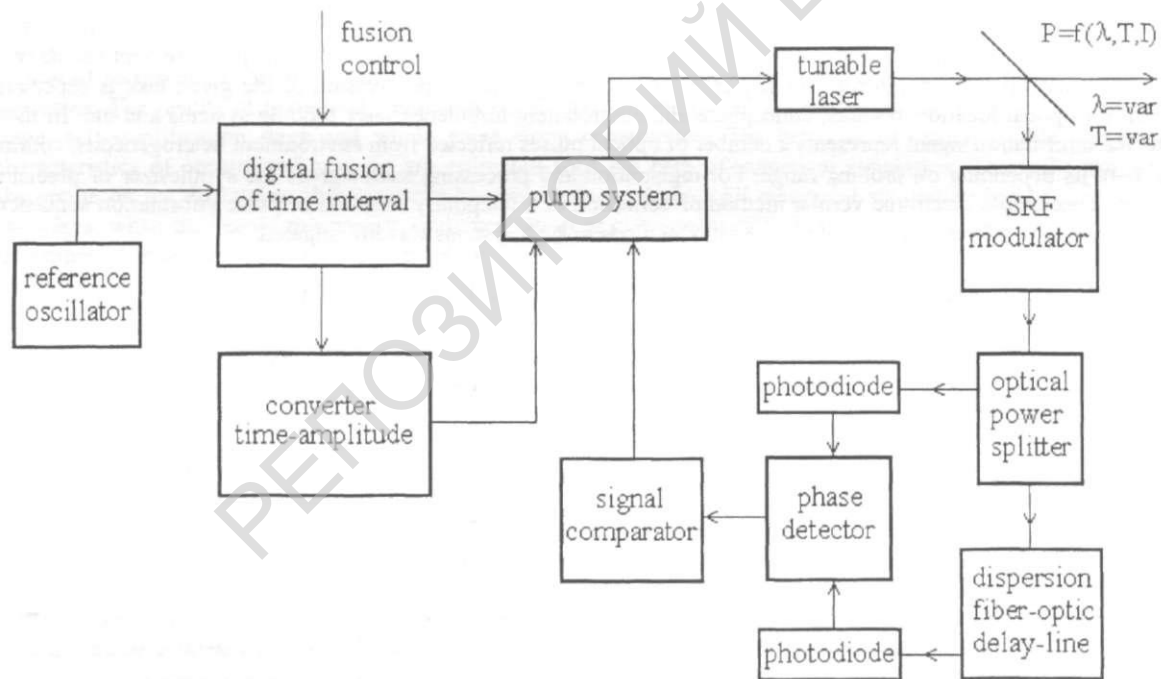 fusion
control
P=f(λ,T,I)
tunable
laser
λ=var
T=var
digital fusion
of time interval
pump system
SRF
modulator
reference
oscillator
converter
time-amplitude
photodiode
optical
power
splitter
signal
comparator
phase
detector
dispersion
fiber-optic
delay-line
photodiode
РЕПОЗИТОРИЙ